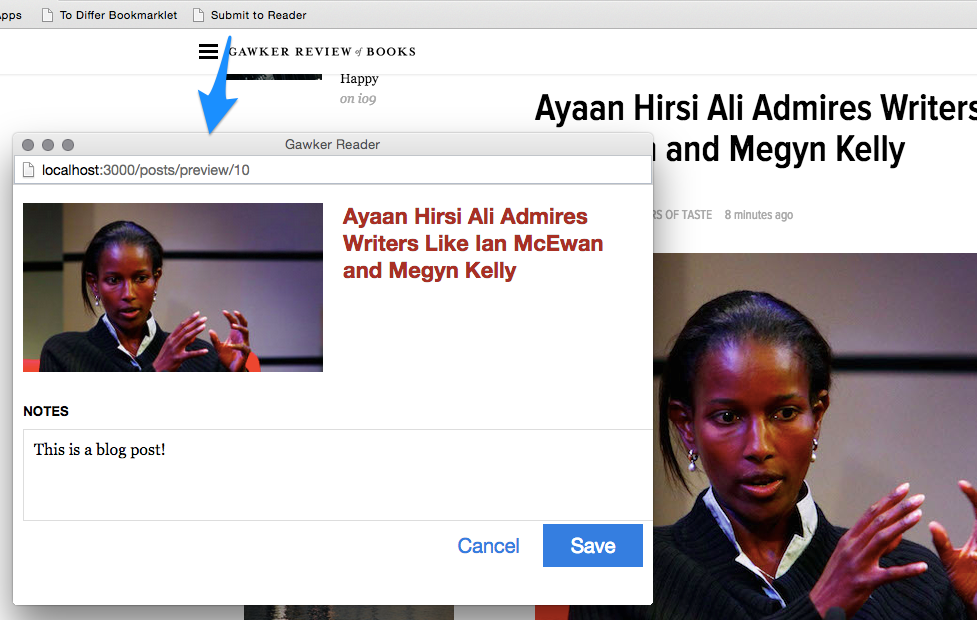 pps To Differ Bookmarklet Submit to Reader
GAWKER REVIEW of BOOKS
Happy
on io9
Ayaan Hirsi Ali Admires Writers
and Megyn Kelly
RS OF TASTE 8 minutes ago
Gawker Reader
localhost:3000/posts/preview/10
Ayaan Hirsi Ali Admires
Writers Like Ian McEwan
and Megyn Kelly
NOTES
This is a blog post!
Cancel Save